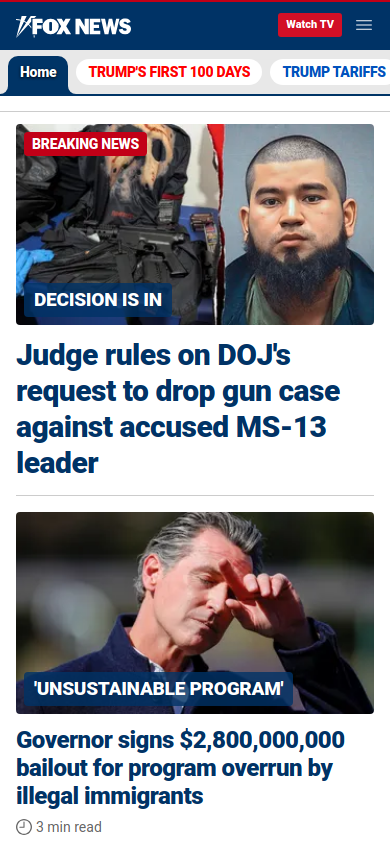 FOX NEWS
Watch TV
Home
TRUMP'S FIRST 100 DAYS
TRUMP TARIFFS
BREAKING NEWS
DECISION IS IN
Judge rules on DOJ's
request to drop gun case
against accused MS-13
leader
'UNSUSTAINABLE PROGRAM'
Governor signs $2,800,000,000
bailout for program overrun by
illegal immigrants
3 min read